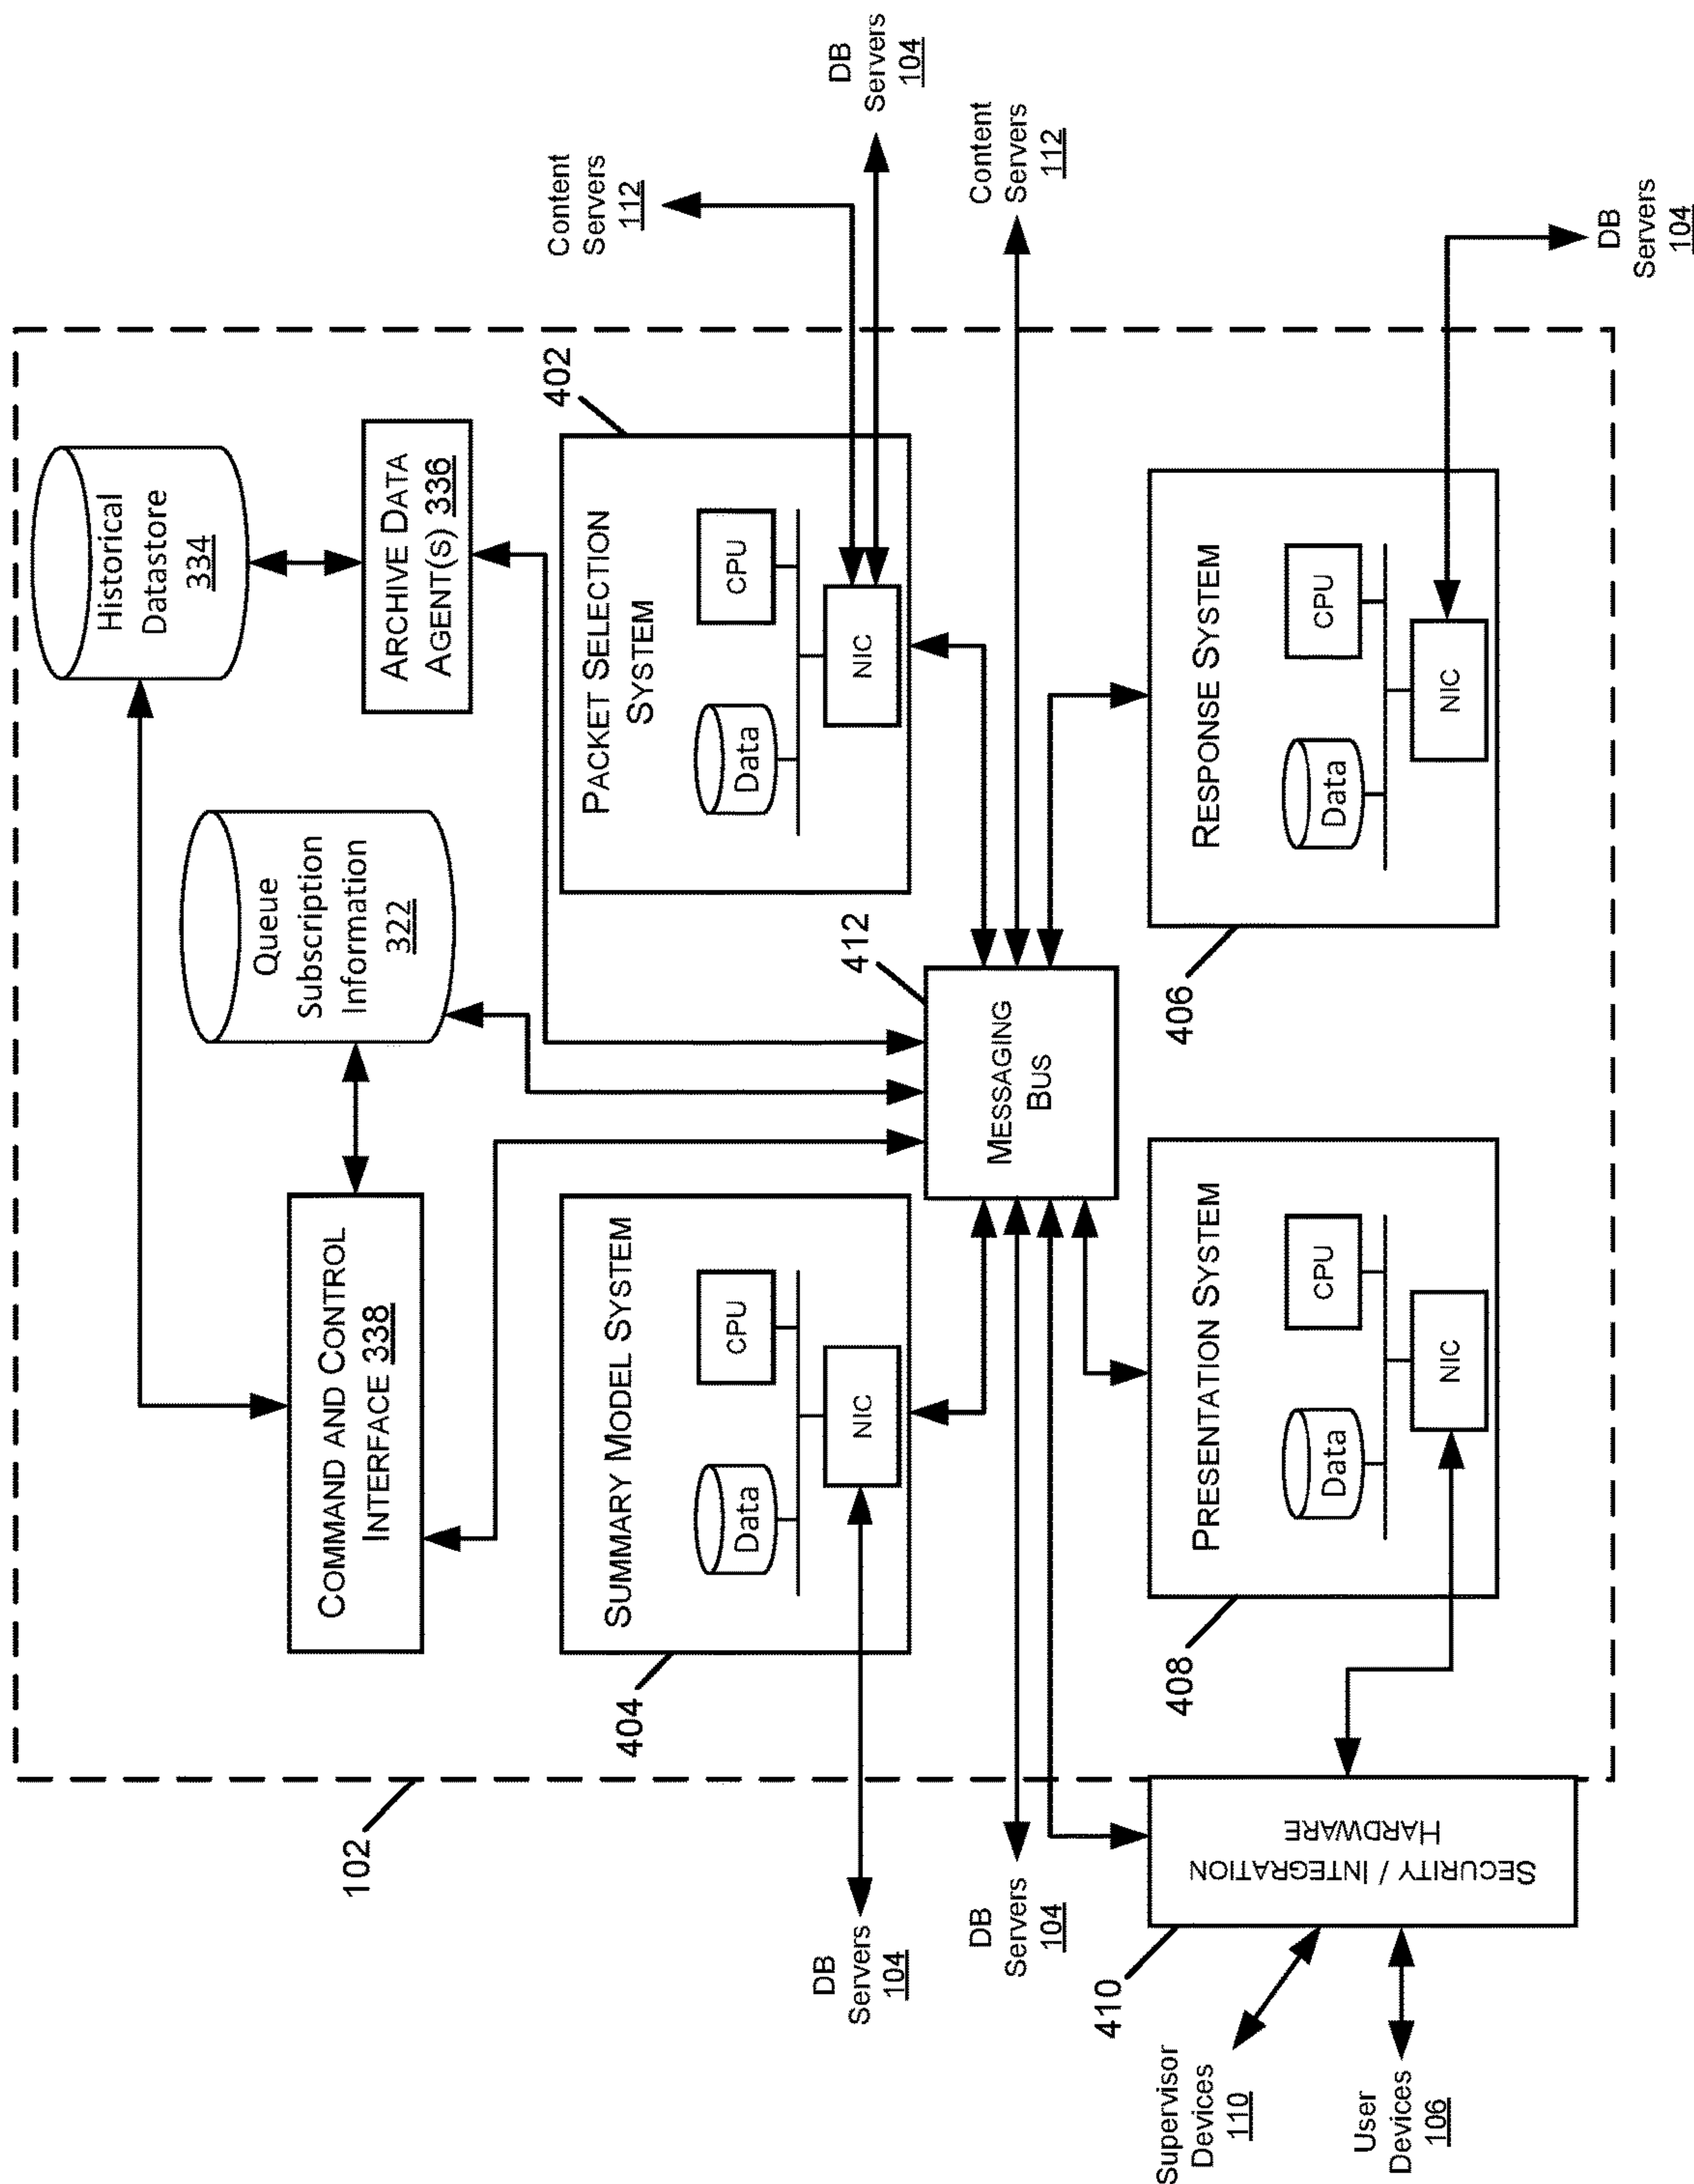 102
COMMAND AND CONTROL
INTERFACE 338
Queue
Subscription
Information
322
Historical
Datastore
334
ARCHIVE DATA
AGENT(S) 336
404
SUMMARY MODEL SYSTEM
Data
CPU
NIC
DB
Servers
104
402
PACKET SELECTION
SYSTEM
Data
CPU
NIC
Content
Servers
112
DB
Servers
104
412
MESSAGING
BUS
DB
Servers
104
Content
Servers
112
408
PRESENTATION SYSTEM
Data
CPU
NIC
406
RESPONSE SYSTEM
Data
CPU
NIC
DB
Servers
104
410
SECURITY / INTEGRATION
HARDWARE
Supervisor
Devices
110
User
Devices
106